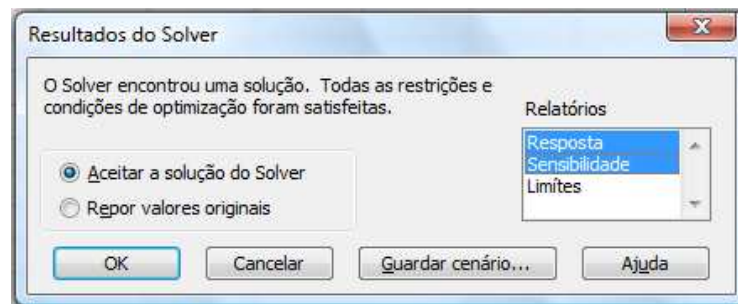 Resultados do Solver
O Solver encontrou uma solução. Todas as restrições e
condições de optimização foram satisfeitas.
Relatórios
Resposta
Sensibilidade
Limítes
Aceitar a solução do Solver
Repor valores originais
OK
Cancelar
Guardar cenário...
Ajuda